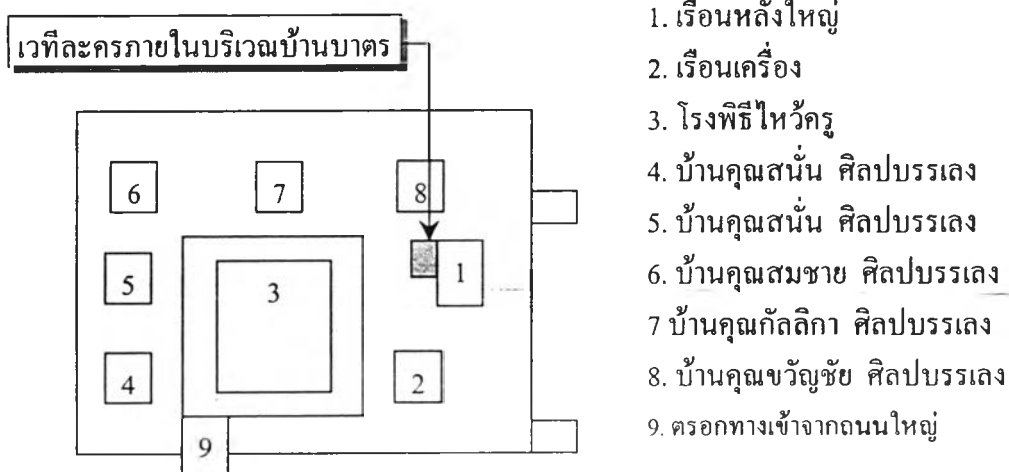 เวทีละครภายในบริเวณบ้านบาตร
6 7 8
5 3 1
4 2
9
1. เรือนหลังใหญ่
2. เรือนเครื่อง
3. โรงพิธีไหว้ครู
4. บ้านคุณสนั่น ศิลปบรรเลง
5. บ้านคุณสนั่น ศิลปบรรเลง
6. บ้านคุณสมชาย ศิลปบรรเลง
7 บ้านคุณกัลลิกา ศิลปบรรเลง
8. บ้านคุณขวัญชัย ศิลปบรรเลง
9. ตรอกทางเข้าจากถนนใหญ่